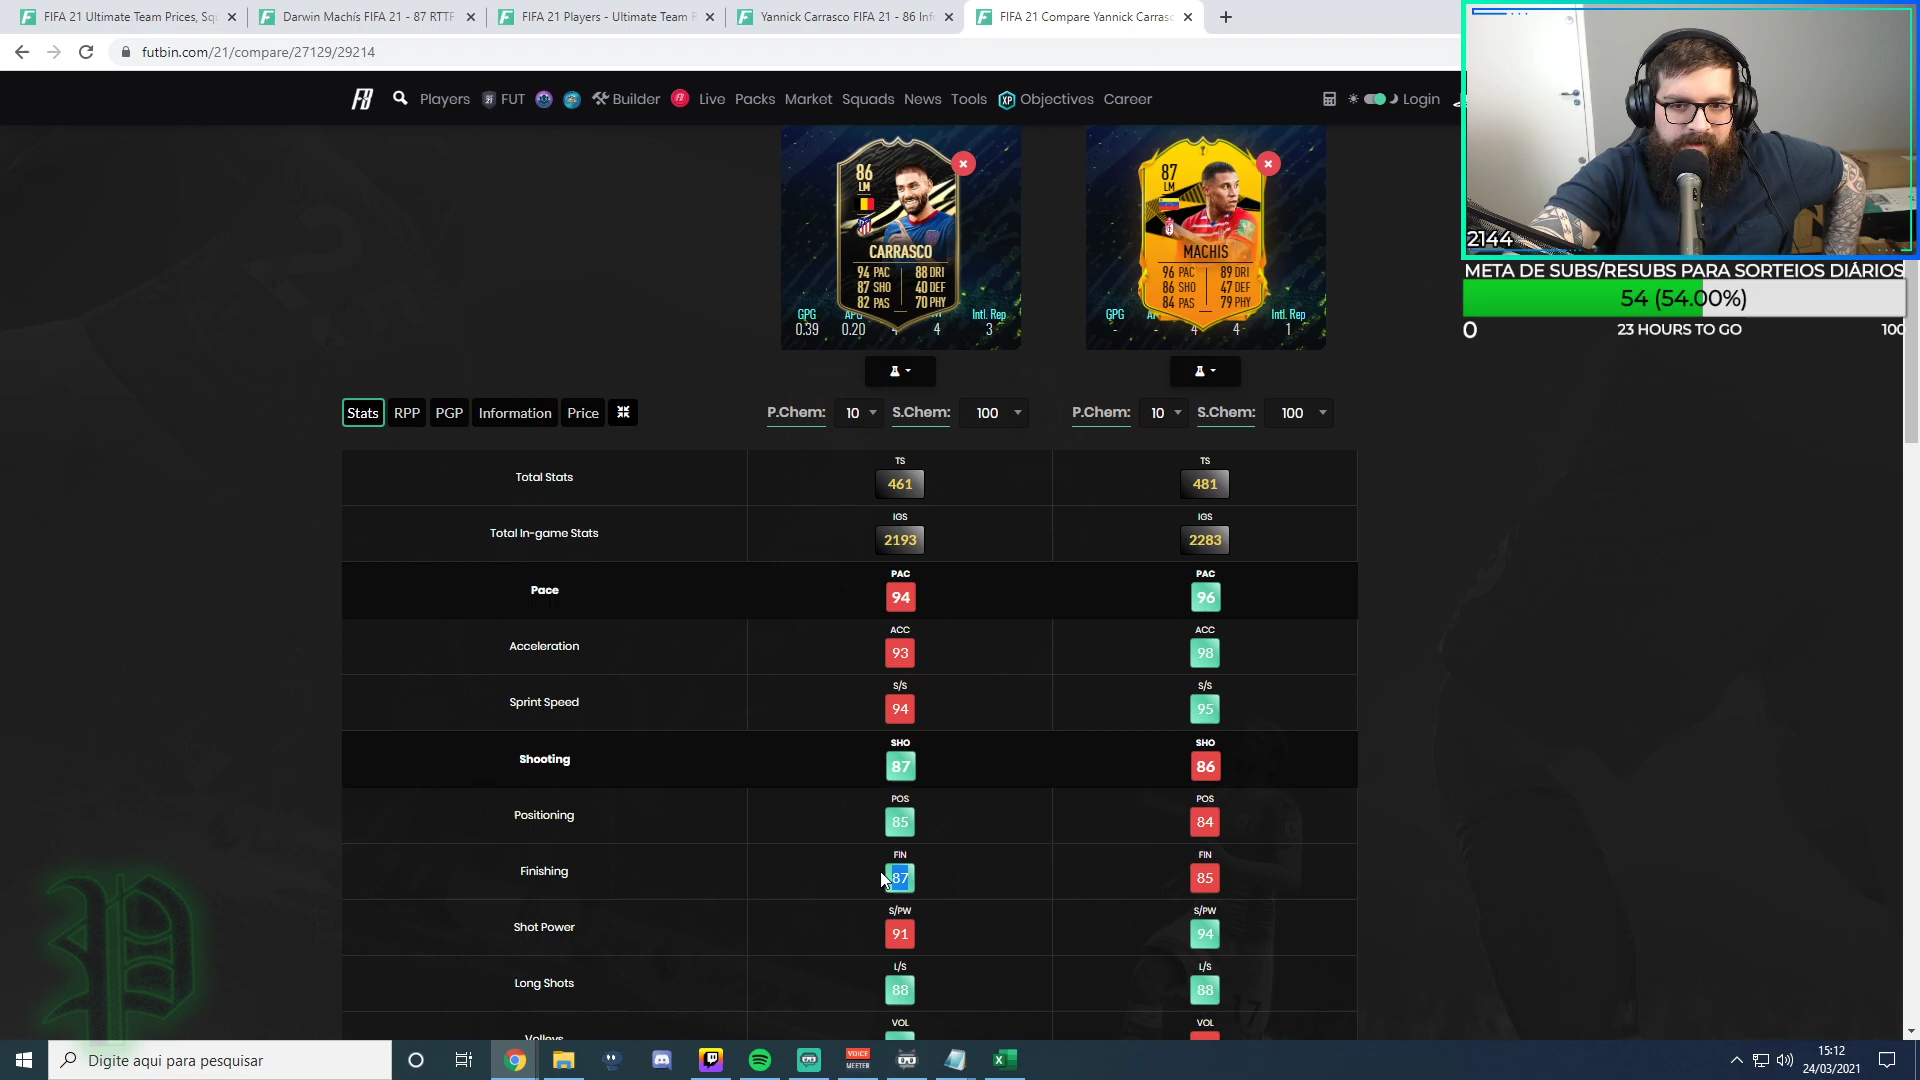 FIFA 21 Ultimate Team Prices, Squ
Darwin Machís FIFA 21 - 87 RTTF
FIFA 21 Players - Ultimate Team
Yannick Carrasco FIFA 21 - 86 Inf
FIFA 21 Compare Yannick Carrasc
futbin.com/21/compare/27129/29214
FB Players FUT Builder Live Packs Market Squads News Tools XP Objectives Career Login
86
LM
CARRASCO
94 PAC 88 DRI
87 SHO 40 DEF
82 PAS 70 PHY
GPG Intl. Rep
0.39 0.20 4 4 3
87
LM
MACHIS
96 PAC 89 DRI
86 SHO 47 DEF
84 PAS 79 PHY
GPG Intl. Rep
- - 4 4 1
2144
META DE SUBS/RESUBS PARA SORTEIOS DIÁRIOS
54 (54.00%)
0 23 HOURS TO GO 100
Stats RPP PGP Information Price
P.Chem: 10 S.Chem: 100
P.Chem: 10 S.Chem: 100
TS TS
Total Stats 461 481
IGS IGS
Total In-game Stats 2193 2283
PAC PAC
Pace 94 96
ACC ACC
Acceleration 93 98
S/S S/S
Sprint Speed 94 95
SHO SHO
Shooting 87 86
POS POS
Positioning 85 84
FIN FIN
Finishing 87 85
S/PW S/PW
Shot Power 91 94
L/S L/S
Long Shots 88 88
VOL VOL
Volleys
Digite aqui para pesquisar
VOICE
MEETER
15:12
24/03/2021